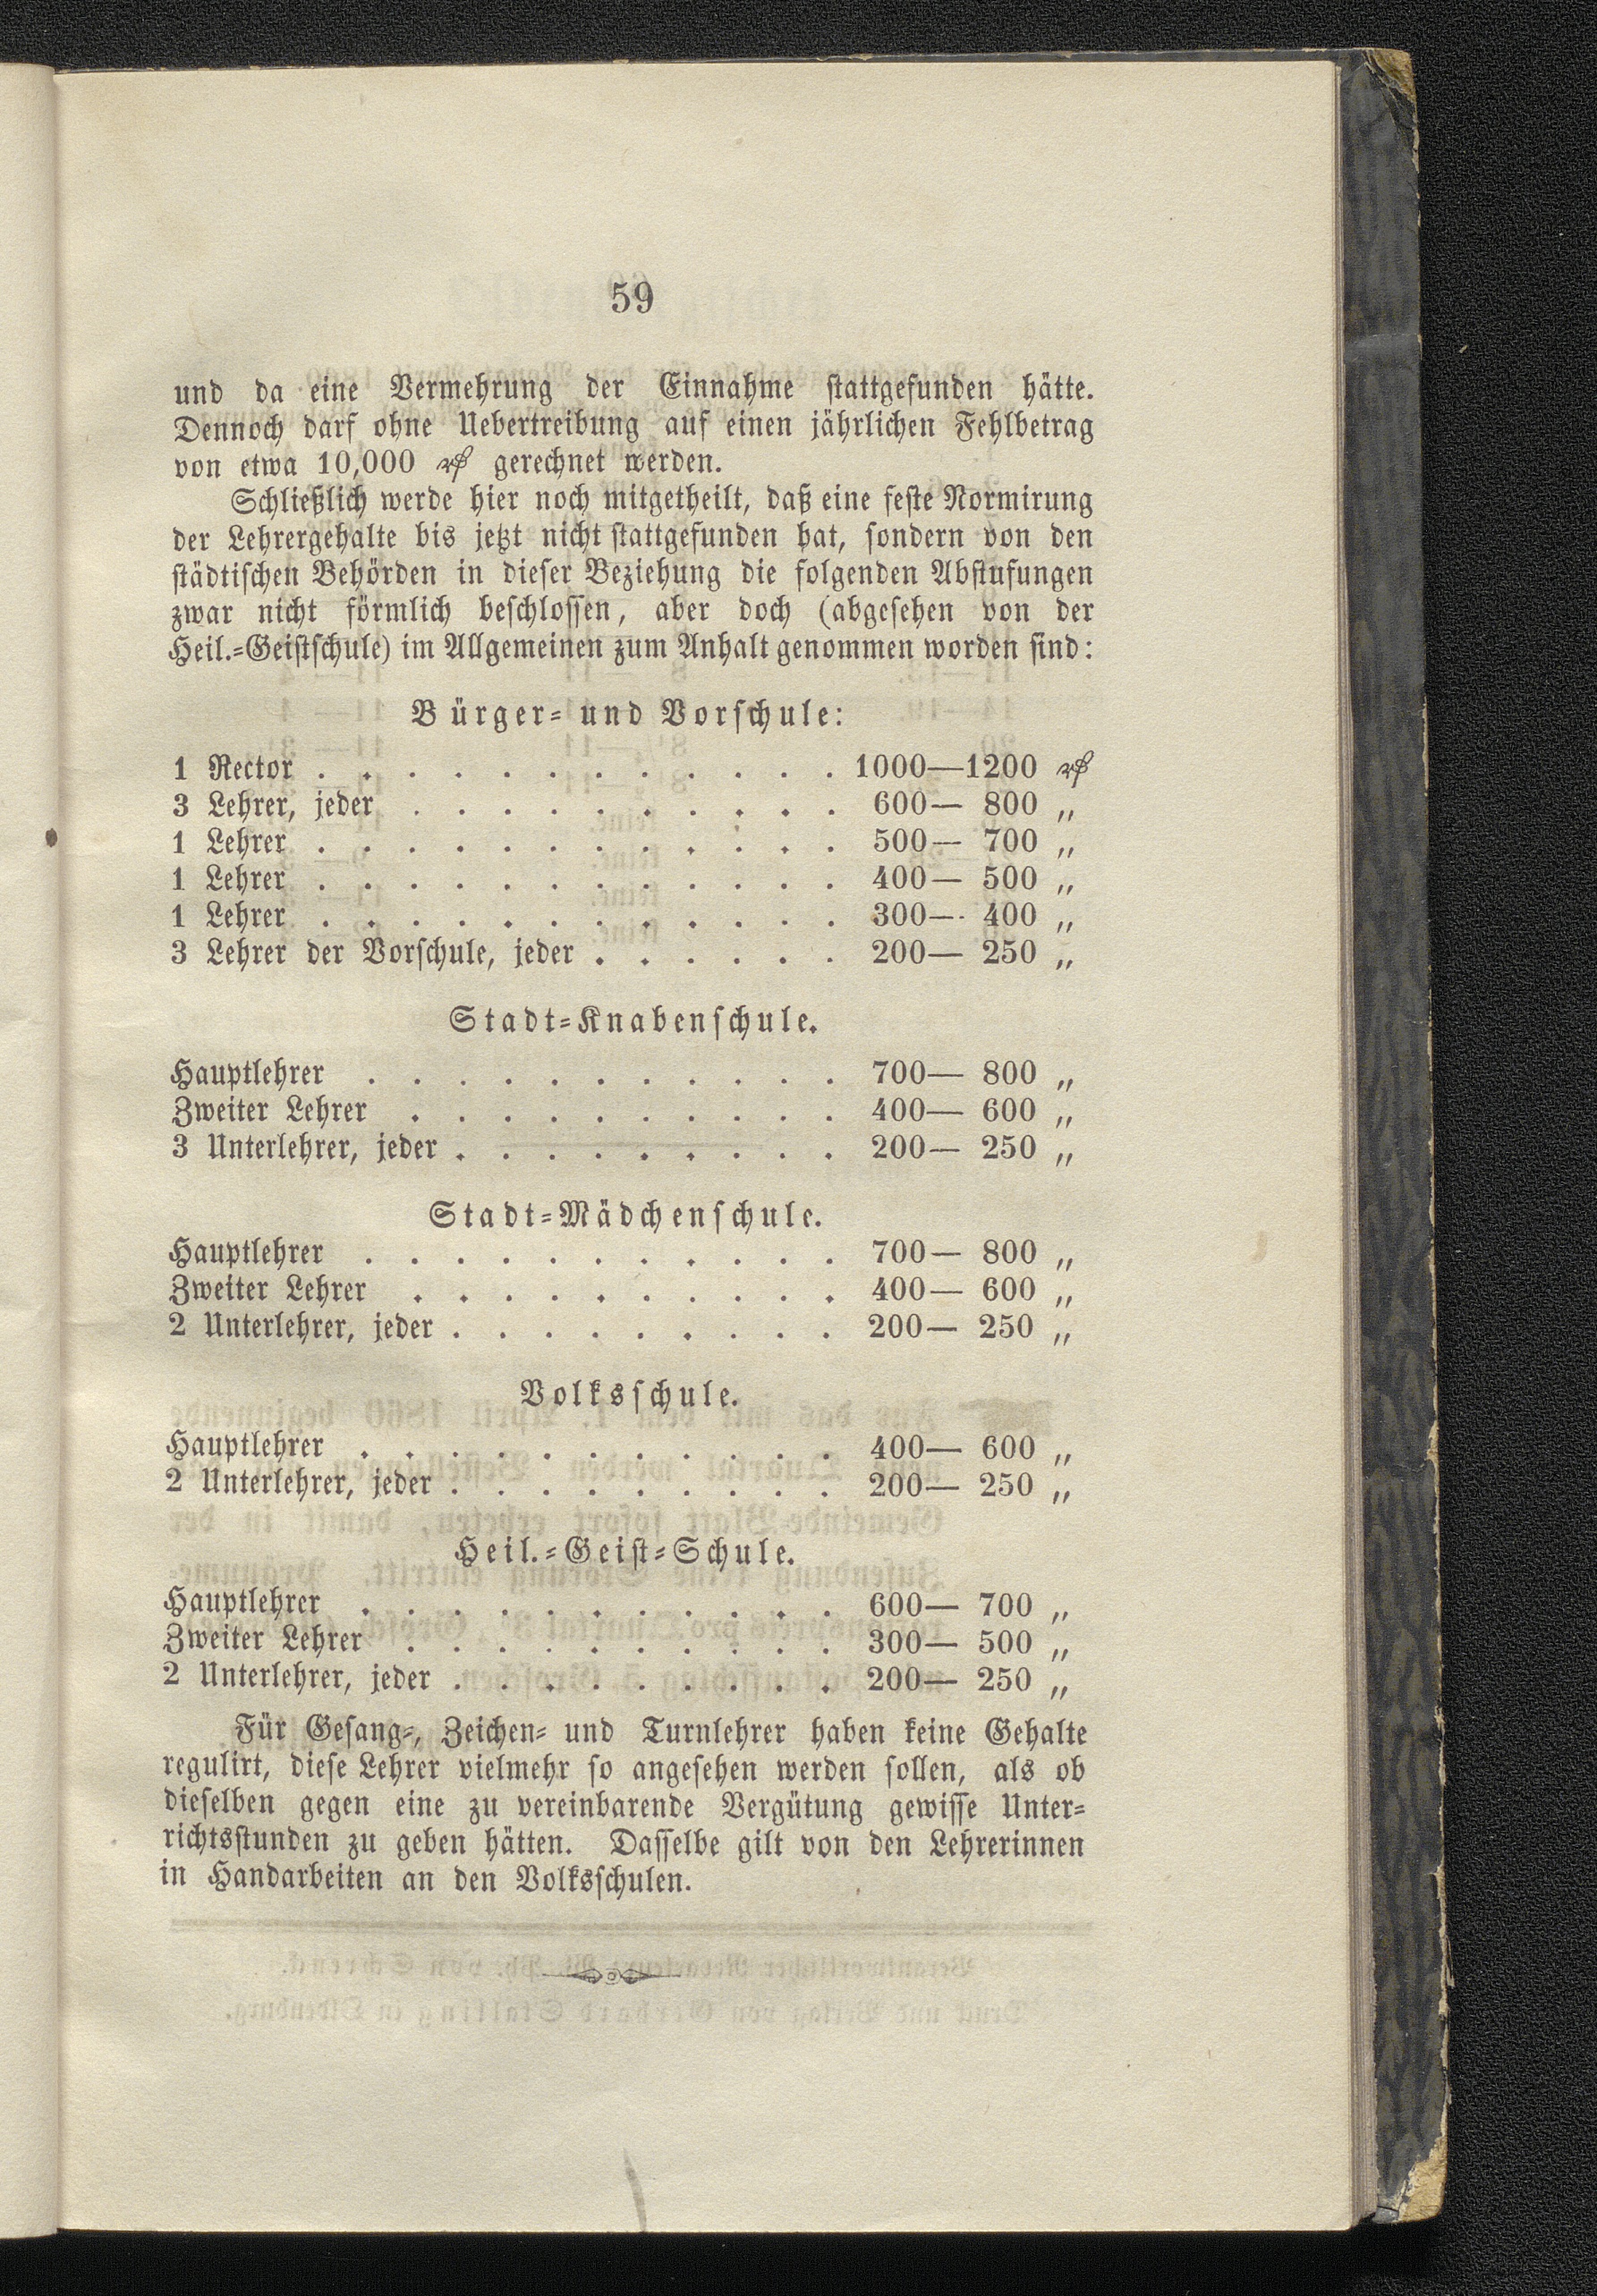 59
und da eine Vermehrung der Einnahme stattgefunden hätte.
Dennoch darf ohne Uebertreibung auf einen jährlichen Fehlbetrag
von etwa 10,000 ₰ gerechnet werden.
Schließlich werde hier noch mitgetheilt, daß eine feste Normirung
der Lehrergehalte bis jetzt nicht stattgefunden hat, sondern von den
städtischen Behörden in dieser Beziehung die folgenden Abstufungen
zwar nicht förmlich beschlossen, aber doch (abgesehen von der
Heil.-Geistschule) im Allgemeinen zum Anhalt genommen worden sind:
Bürger- und Vorschule:
1 Rector . . . . . . . . . . . . 1000—1200 ₰
3 Lehrer, jeder . . . . . . . . . . 600— 800 „
1 Lehrer . . . . . . . . . . . . 500— 700 „
1 Lehrer . . . . . . . . . . . . 400— 500 „
1 Lehrer . . . . . . . . . . . . 300— 400 „
3 Lehrer der Vorschule, jeder . . . . . . 200— 250 „
Stadt-Knabenschule.
Hauptlehrer . . . . . . . . . . . 700— 800 „
Zweiter Lehrer . . . . . . . . . . 400— 600 „
3 Unterlehrer, jeder . . . . . . . . . 200— 250 „
Stadt-Mädchenschule.
Hauptlehrer . . . . . . . . . . . 700— 800 „
Zweiter Lehrer . . . . . . . . . . 400— 600 „
2 Unterlehrer, jeder . . . . . . . . . 200— 250 „
Volksschule.
Hauptlehrer . . . . . . . . . . . 400— 600 „
2 Unterlehrer, jeder . . . . . . . . . 200— 250 „
Heil.-Geist-Schule.
Hauptlehrer . . . . . . . . . . . 600— 700 „
Zweiter Lehrer . . . . . . . . . . 300— 500 „
2 Unterlehrer, jeder . . . . . . . . . 200— 250 „
Für Gesang-, Zeichen- und Turnlehrer haben keine Gehalte
regulirt, diese Lehrer vielmehr so angesehen werden sollen, als ob
dieselben gegen eine zu vereinbarende Vergütung gewisse Unter-
richtsstunden zu geben hätten. Dasselbe gilt von den Lehrerinnen
in Handarbeiten an den Volksschulen.